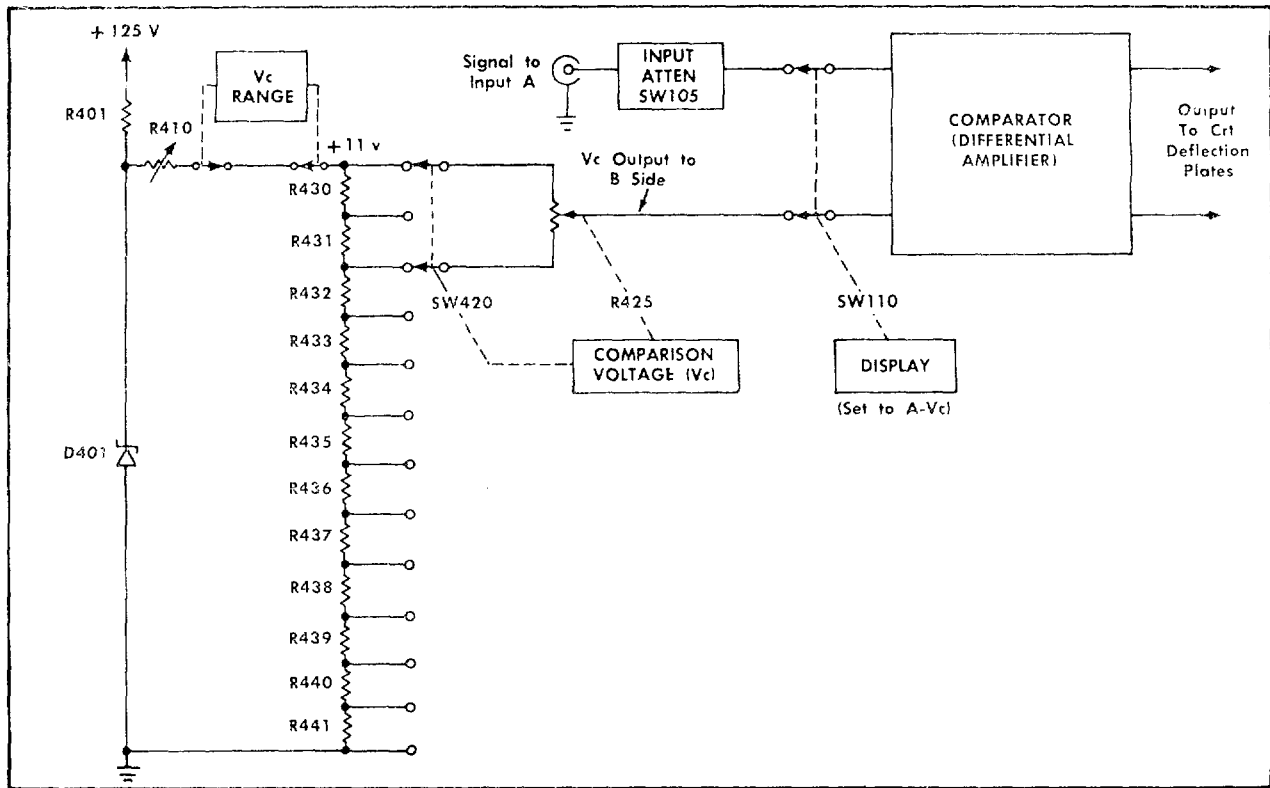 + 125 V
R401
R410
Vc
RANGE
+ 11 v
Signal to
Input A
INPUT
ATTEN
SW105
Vc Output to
B Side
COMPARATOR
(DIFFERENTIAL
AMPLIFIER)
Output
To Crt
Deflection
Plates
R430
R431
R432
R433
R434
R435
R436
R437
R438
R439
R440
R441
D401
SW420
R425
COMPARISON
VOLTAGE (Vc)
SW110
DISPLAY
(Set to A-Vc)